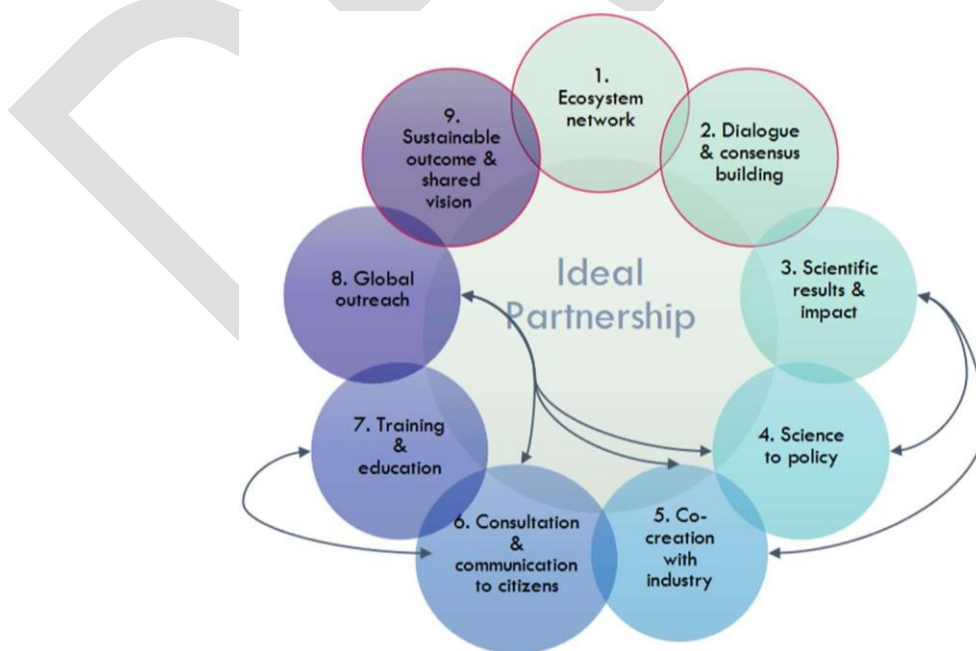 1.
Ecosystem
network
2. Dialogue
& consensus
building
3. Scientific
results &
impact
4. Science
to policy
5. Co-
creation
with
industry
6. Consultation
&
communication
to citizens
7. Training
&
education
8. Global
outreach
9.
Sustainable
outcome &
shared
vision
Ideal
Partnership